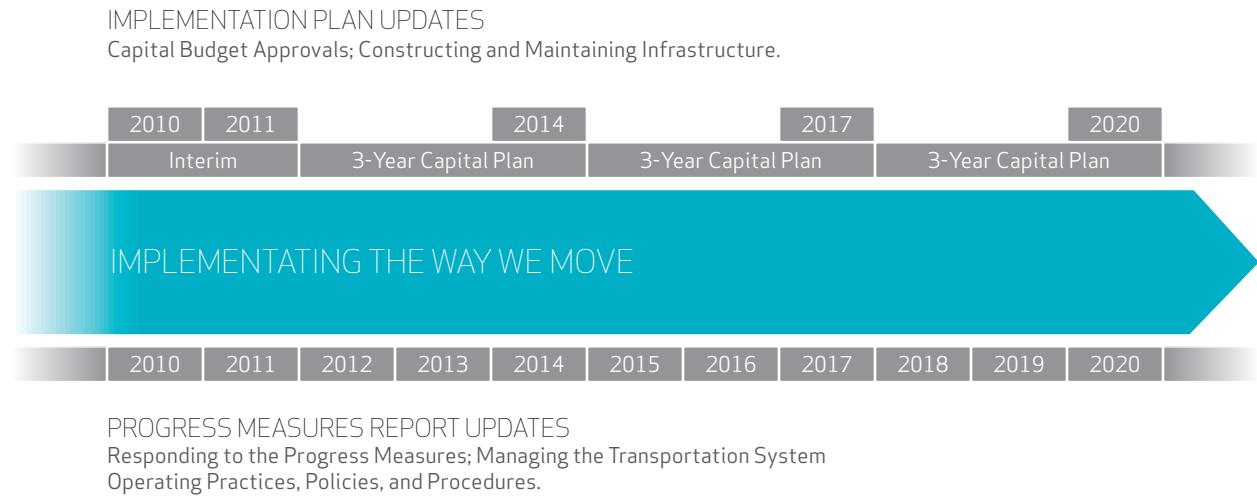 IMPLEMENTATION PLAN UPDATES
Capital Budget Approvals; Constructing and Maintaining Infrastructure.
2010 2011 2014 2017 2020
Interim 3-Year Capital Plan 3-Year Capital Plan 3-Year Capital Plan
IMPLEMENTATING THE WAY WE MOVE
2010 2011 2012 2013 2014 2015 2016 2017 2018 2019 2020
PROGRESS MEASURES REPORT UPDATES
Responding to the Progress Measures; Managing the Transportation System
Operating Practices, Policies, and Procedures.